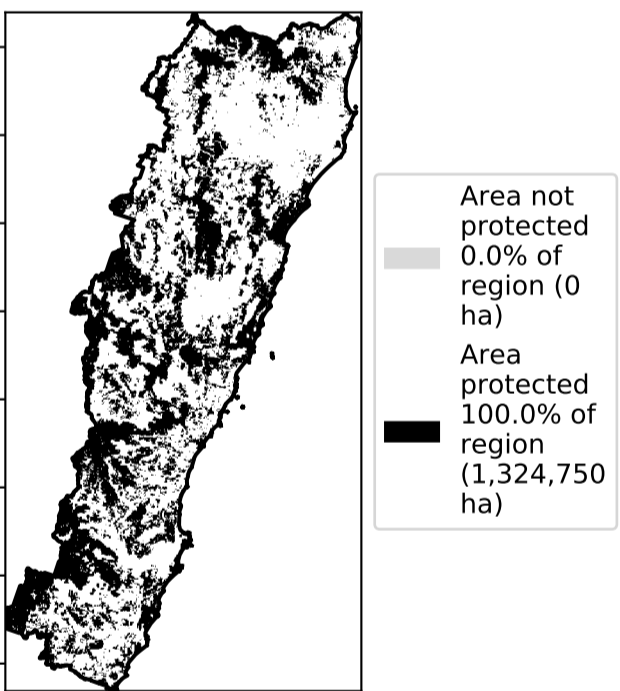 Area not
protected
0.0% of
region (0
ha)
Area
protected
100.0% of
region
(1,324,750
ha)